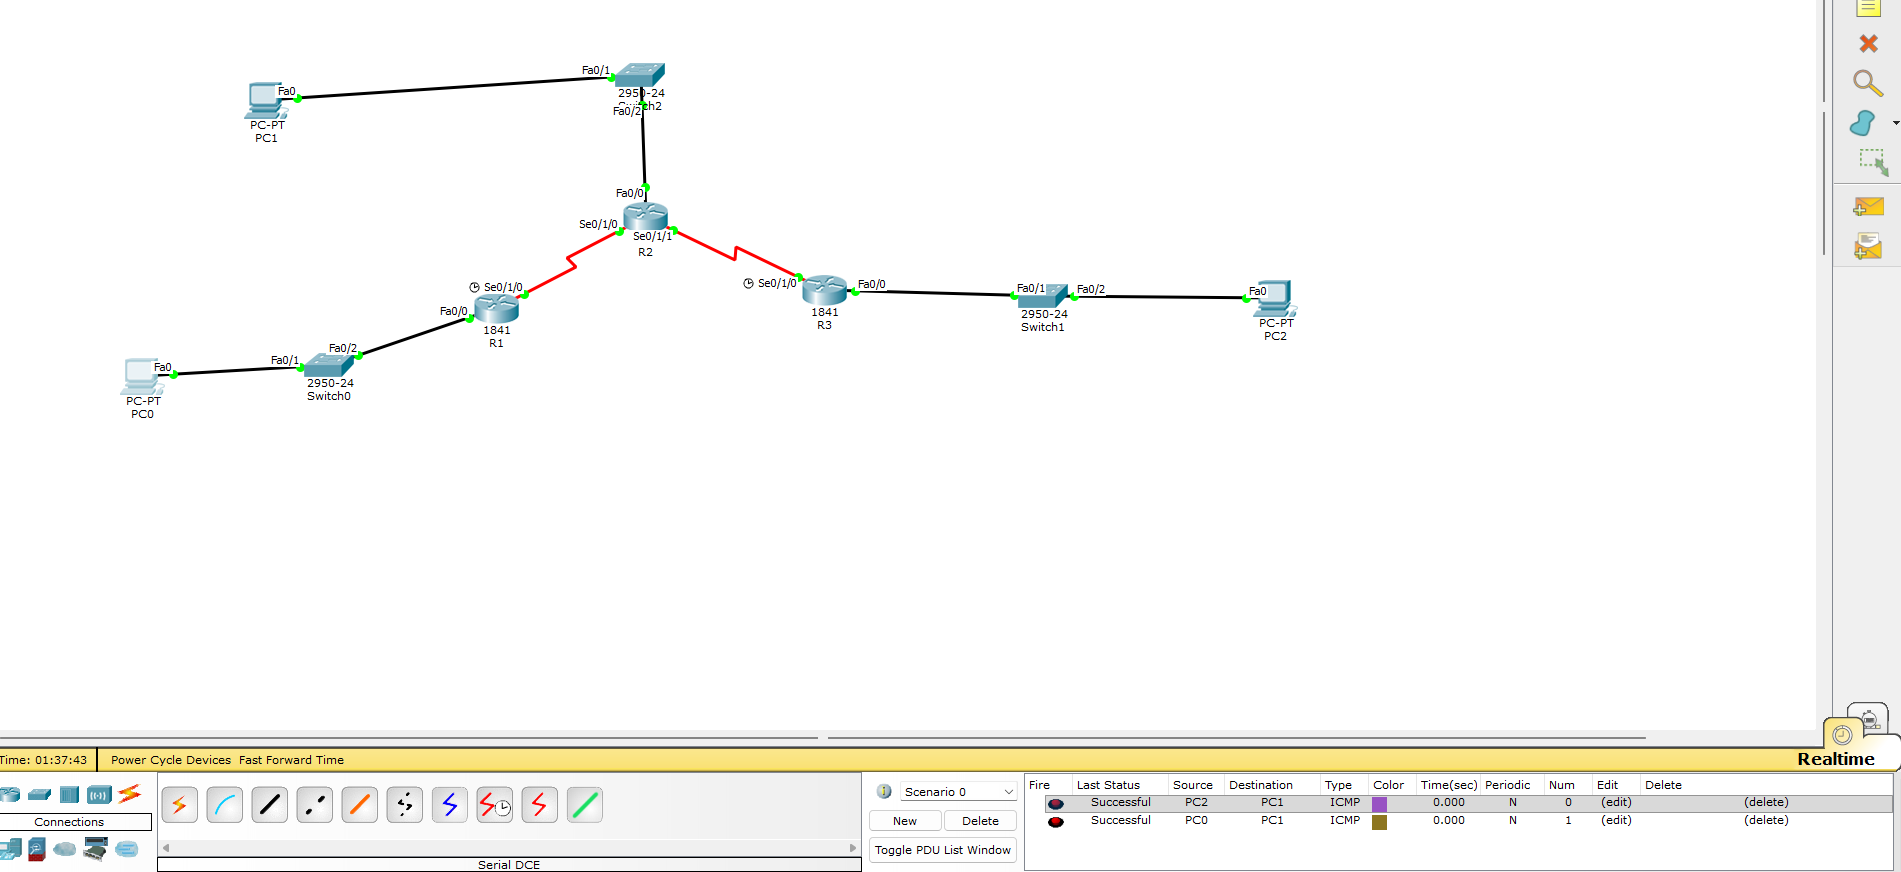 Fa0
PC-PT
PC1
Fa0/1
2950-24
Switch2
Fa0/2
Fa0/0
Se0/1/0
Se0/1/1
R2
Se0/1/0
Fa0/0
1841
R1
Se0/1/0
Fa0/0
1841
R3
Fa0/1
Fa0/2
2950-24
Switch1
Fa0
PC-PT
PC2
Fa0
PC-PT
PC0
Fa0/1
Fa0/2
2950-24
Switch0
Time: 01:37:43 Power Cycle Devices Fast Forward Time
Realtime
Connections
Serial DCE
Scenario 0
New Delete
Toggle PDU List Window
Fire Last Status Source Destination Type Color Time(sec) Periodic Num Edit Delete
Successful PC2 PC1 ICMP 0.000 N 0 (edit) (delete)
Successful PC0 PC1 ICMP 0.000 N 1 (edit) (delete)